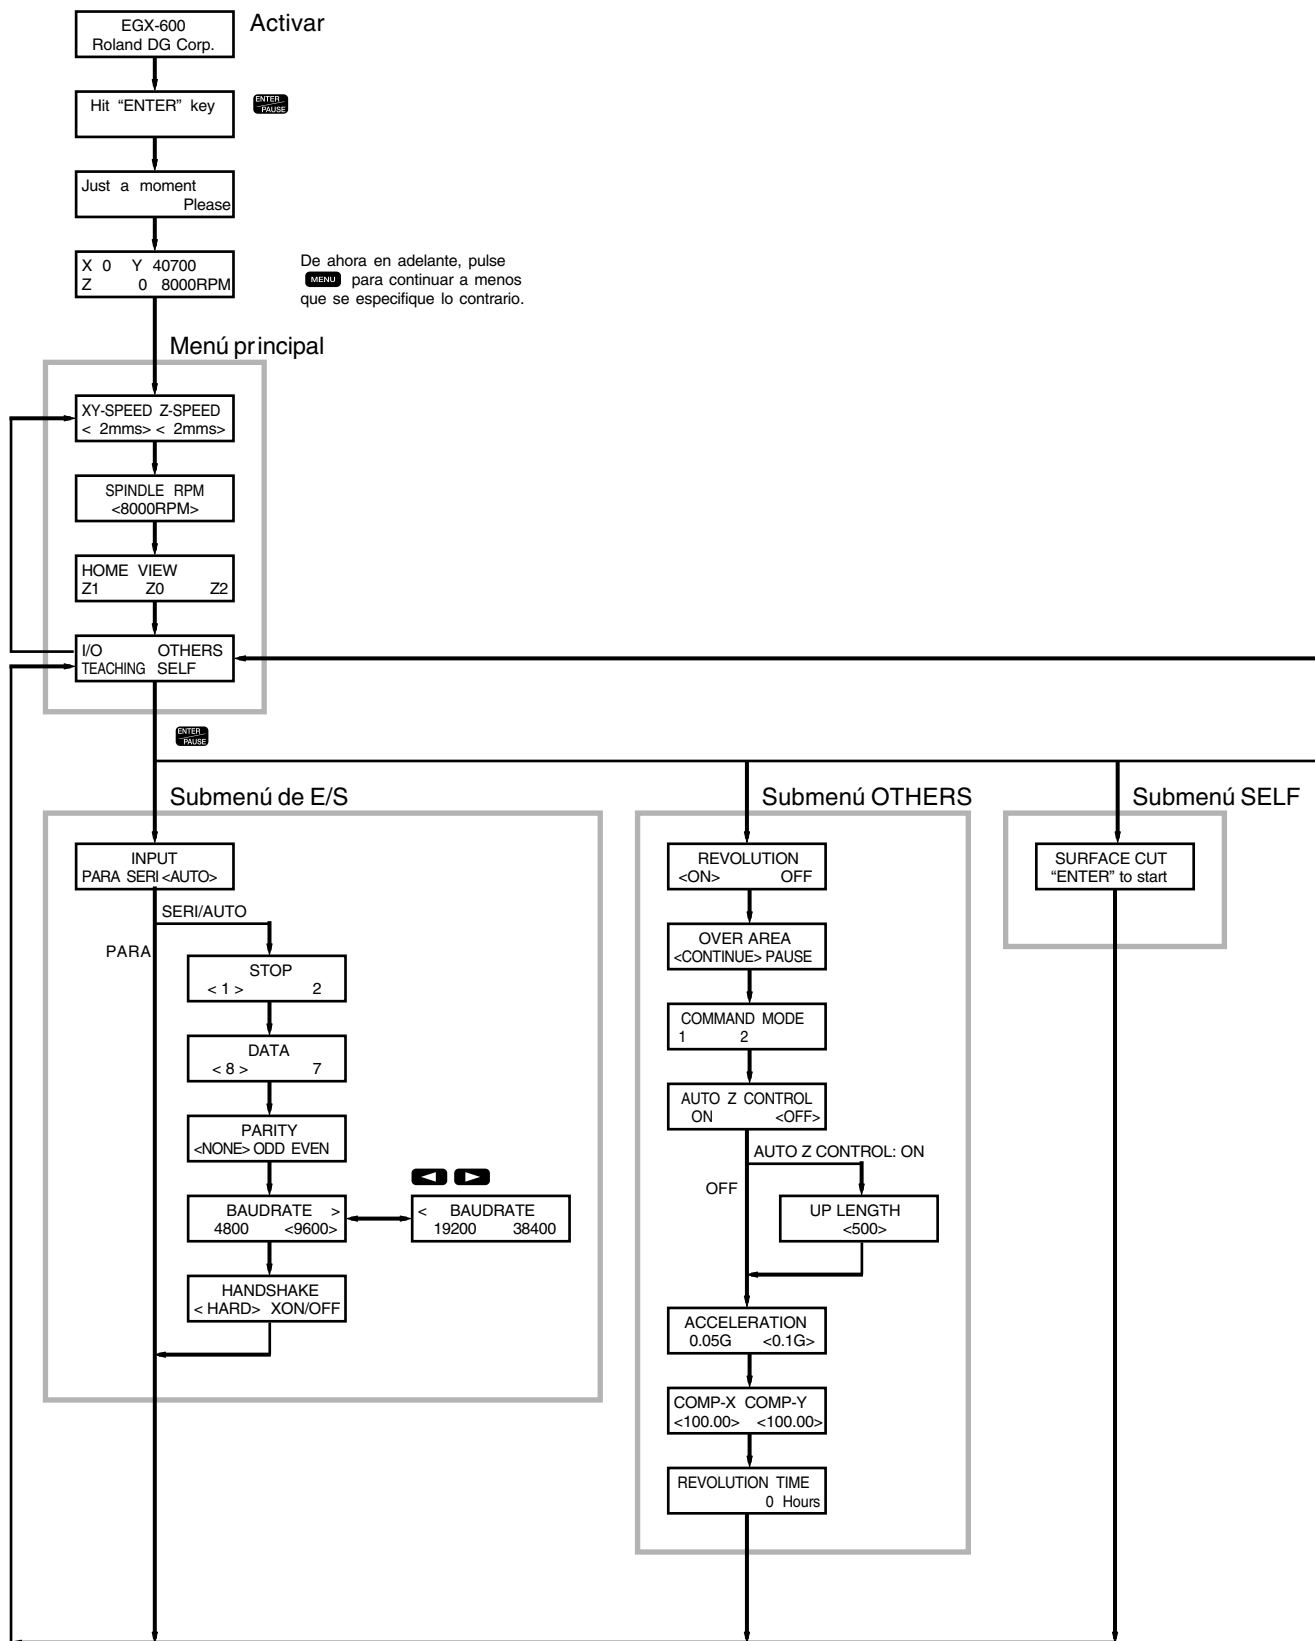 EGX-600
Roland DG Corp.
Activar
Hit “ENTER” key
ENTER
PAUSE
Just a moment
Please
X 0 Y 40700
Z 0 8000RPM
De ahora en adelante, pulse
MENU para continuar a menos
que se especifique lo contrario.
Menú principal
XY-SPEED Z-SPEED
< 2mms> < 2mms>
SPINDLE RPM
<8000RPM>
HOME VIEW
Z1 Z0 Z2
I/O OTHERS
TEACHING SELF
ENTER
PAUSE
Submenú de E/S
INPUT
PARA SERI <AUTO>
SERI/AUTO
PARA
STOP
< 1 > 2
DATA
< 8 > 7
PARITY
<NONE> ODD EVEN
BAUDRATE >
4800 <9600>
< BAUDRATE
19200 38400
HANDSHAKE
< HARD> XON/OFF
Submenú OTHERS
REVOLUTION
<ON> OFF
OVER AREA
<CONTINUE> PAUSE
COMMAND MODE
1 2
AUTO Z CONTROL
ON <OFF>
AUTO Z CONTROL: ON
OFF
UP LENGTH
<500>
ACCELERATION
0.05G <0.1G>
COMP-X COMP-Y
<100.00> <100.00>
REVOLUTION TIME
0 Hours
Submenú SELF
SURFACE CUT
“ENTER” to start